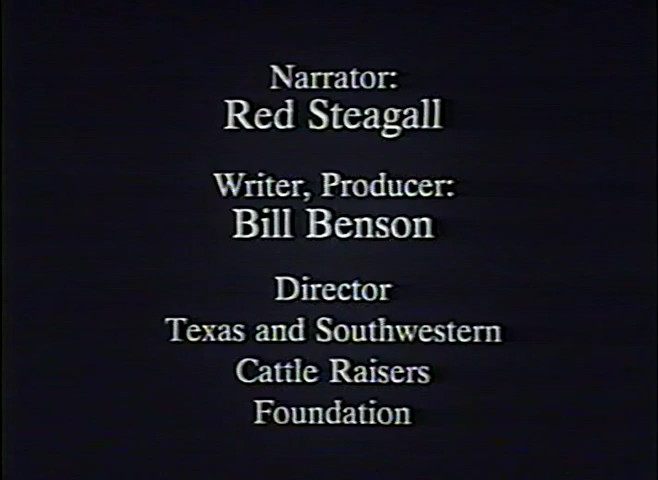 Narrator:
Red Steagall
Writer, Producer:
Bill Benson
Director
Texas and Southwestern
Cattle Raisers
Foundation